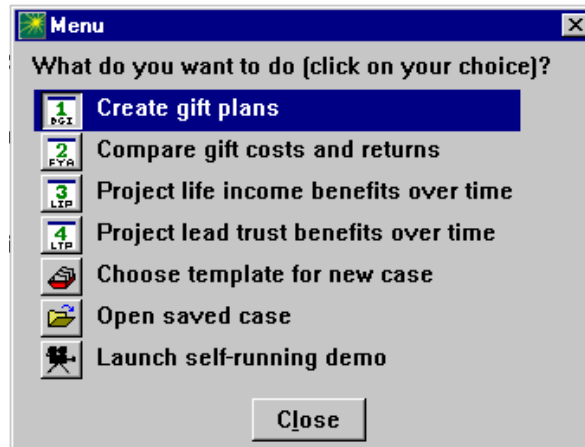 Menu
What do you want to do (click on your choice)?
1 PGI Create gift plans
2 FYA Compare gift costs and returns
3 LIP Project life income benefits over time
4 LTP Project lead trust benefits over time
Choose template for new case
Open saved case
Launch self-running demo
Close